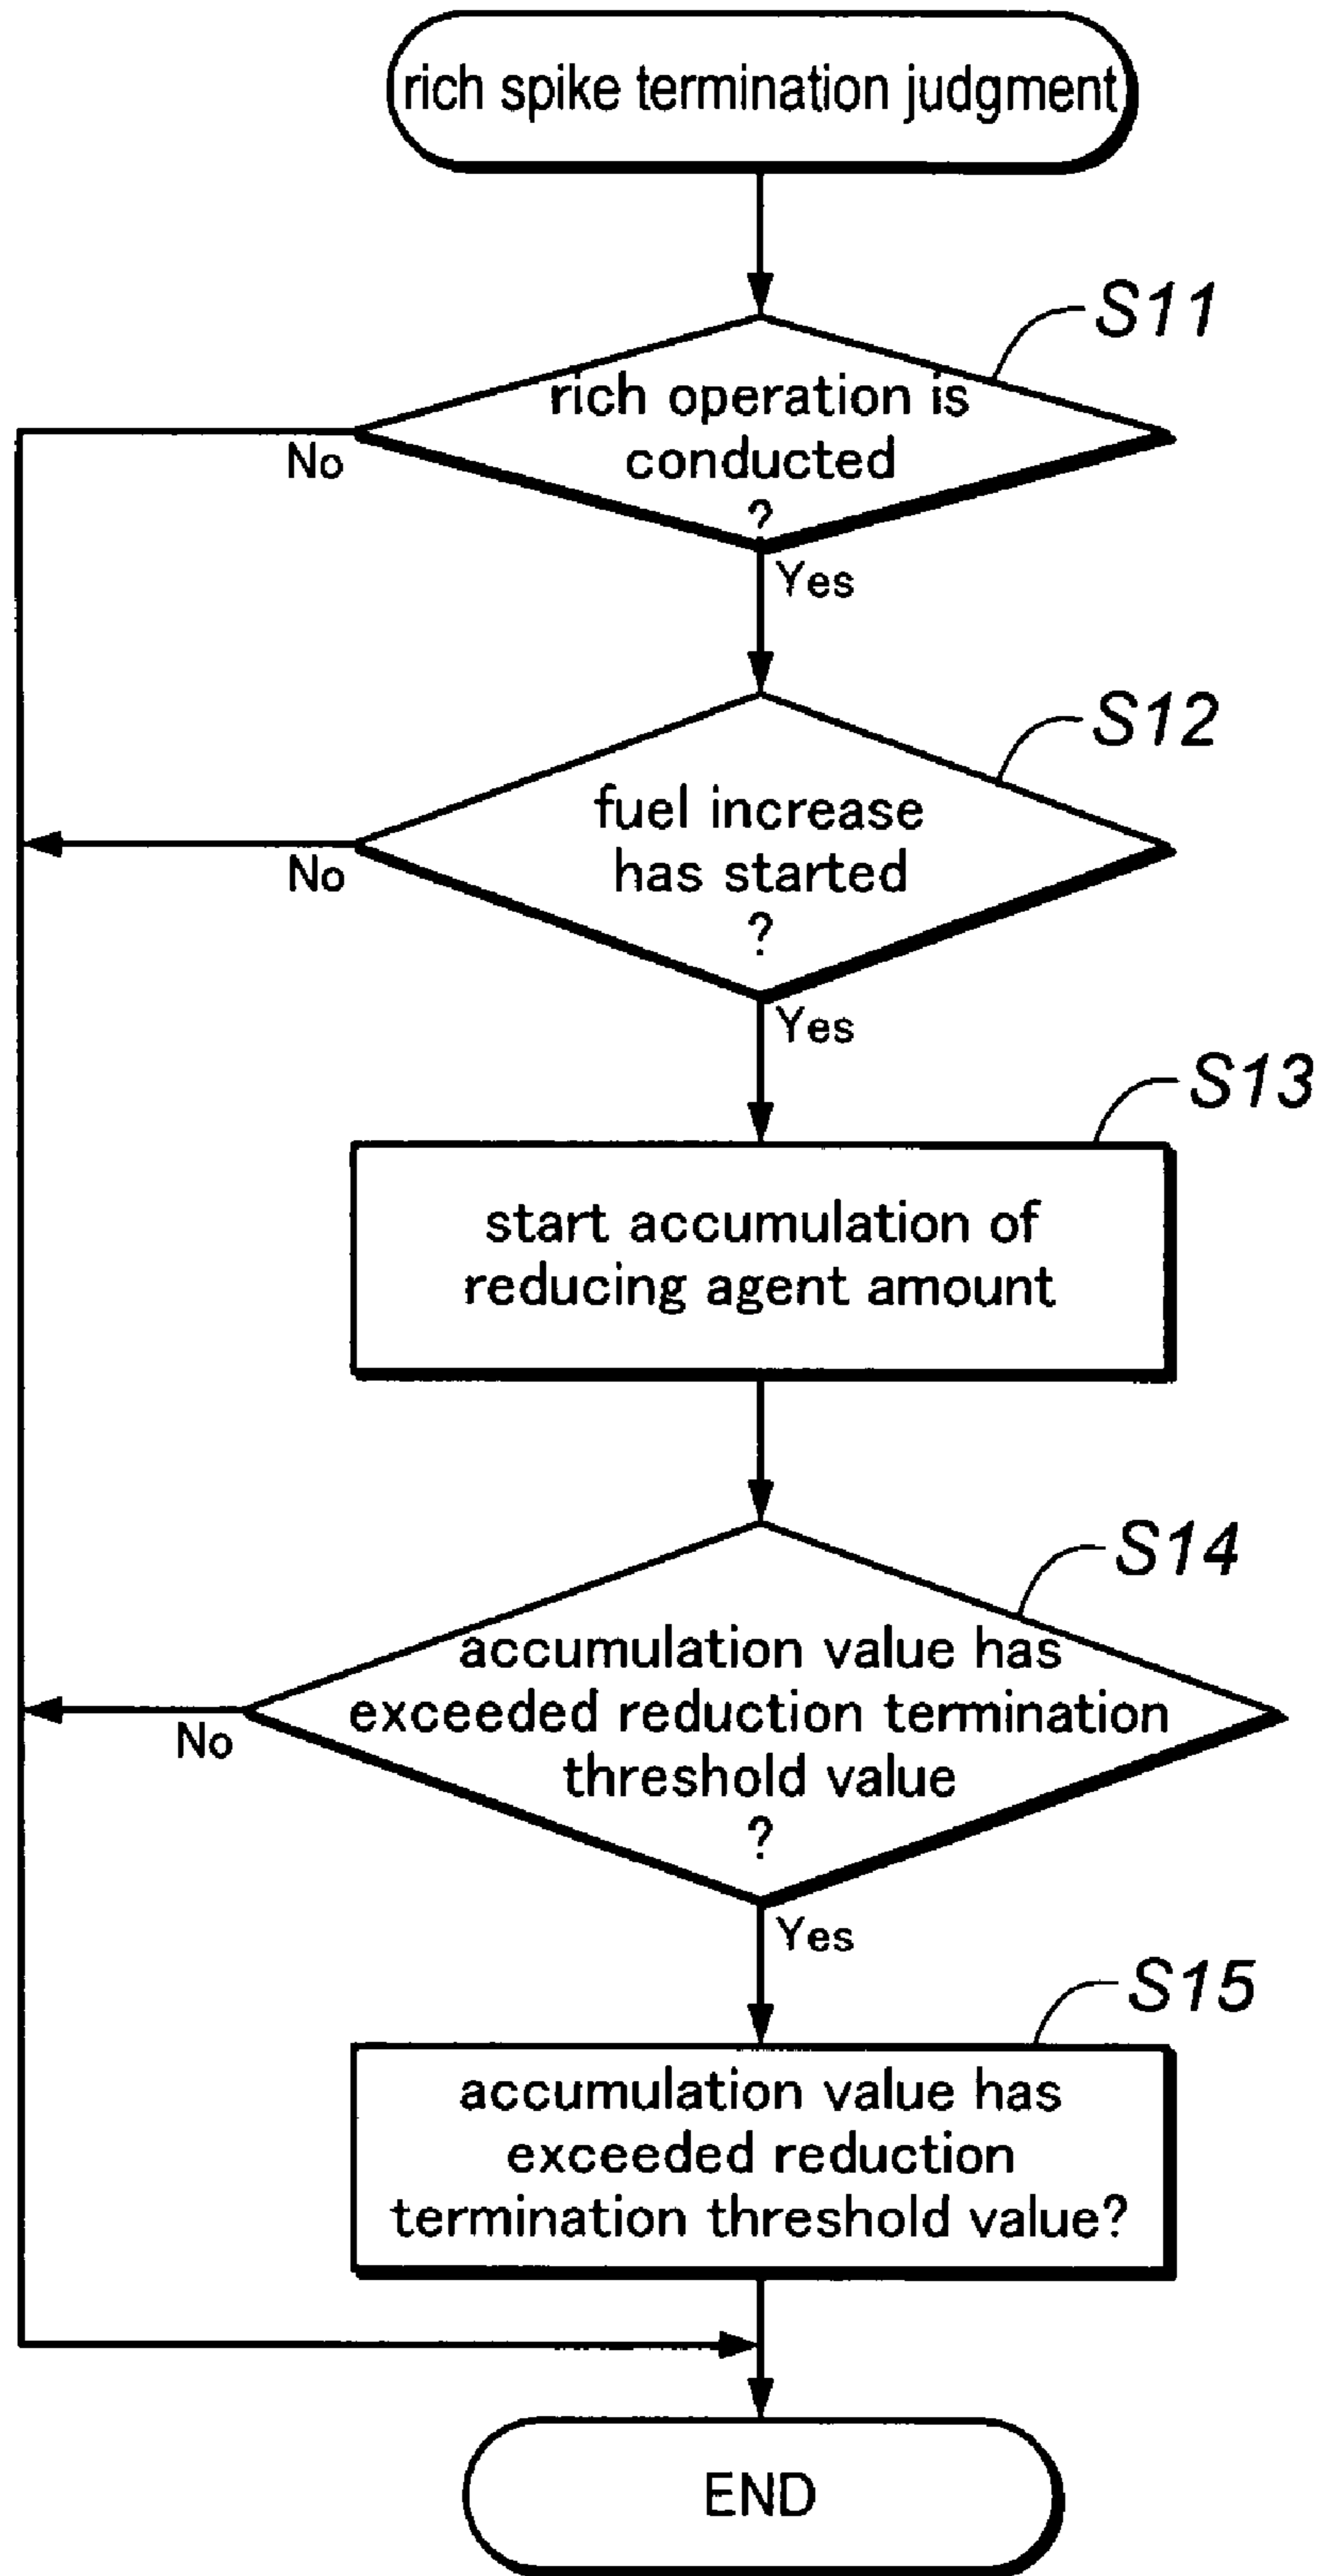 rich spike termination judgment
S11
rich operation is
conducted
?
No
Yes
S12
fuel increase
has started
?
No
Yes
S13
start accumulation of
reducing agent amount
S14
accumulation value has
exceeded reduction termination
threshold value
?
No
Yes
S15
accumulation value has
exceeded reduction
termination threshold value?
END